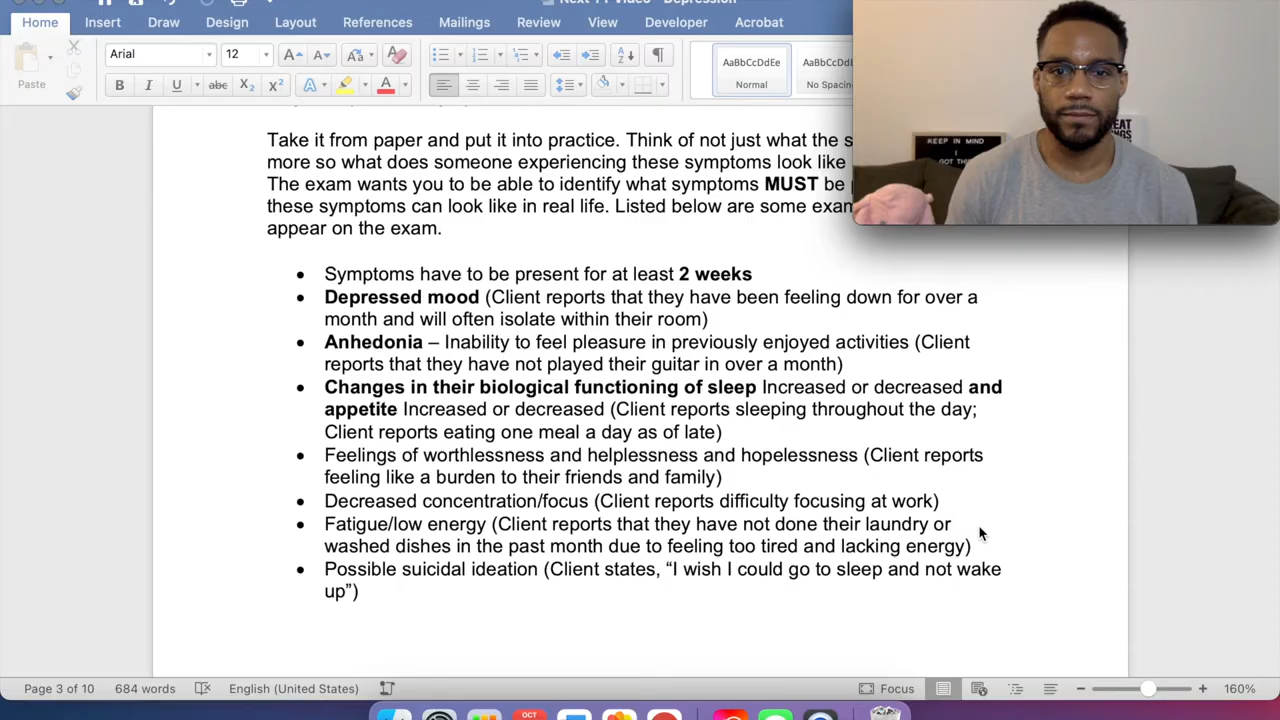 Next TT Video - Depression
Home Insert Draw Design Layout References Mailings Review View Developer Acrobat
Arial 12
AaBbCcDdEe AaBbCcDd
Paste Normal No Spacing
Take it from paper and put it into practice. Think of not just what the s
more so what does someone experiencing these symptoms look like
The exam wants you to be able to identify what symptoms MUST be
these symptoms can look like in real life. Listed below are some exam
appear on the exam.
KEEP IN MIND
I
GOT THIS
• Symptoms have to be present for at least 2 weeks
• Depressed mood (Client reports that they have been feeling down for over a
month and will often isolate within their room)
• Anhedonia – Inability to feel pleasure in previously enjoyed activities (Client
reports that they have not played their guitar in over a month)
• Changes in their biological functioning of sleep Increased or decreased and
appetite Increased or decreased (Client reports sleeping throughout the day;
Client reports eating one meal a day as of late)
• Feelings of worthlessness and helplessness and hopelessness (Client reports
feeling like a burden to their friends and family)
• Decreased concentration/focus (Client reports difficulty focusing at work)
• Fatigue/low energy (Client reports that they have not done their laundry or
washed dishes in the past month due to feeling too tired and lacking energy)
• Possible suicidal ideation (Client states, “I wish I could go to sleep and not wake
up”)
Page 3 of 10 684 words English (United States) Focus 160%
OCT